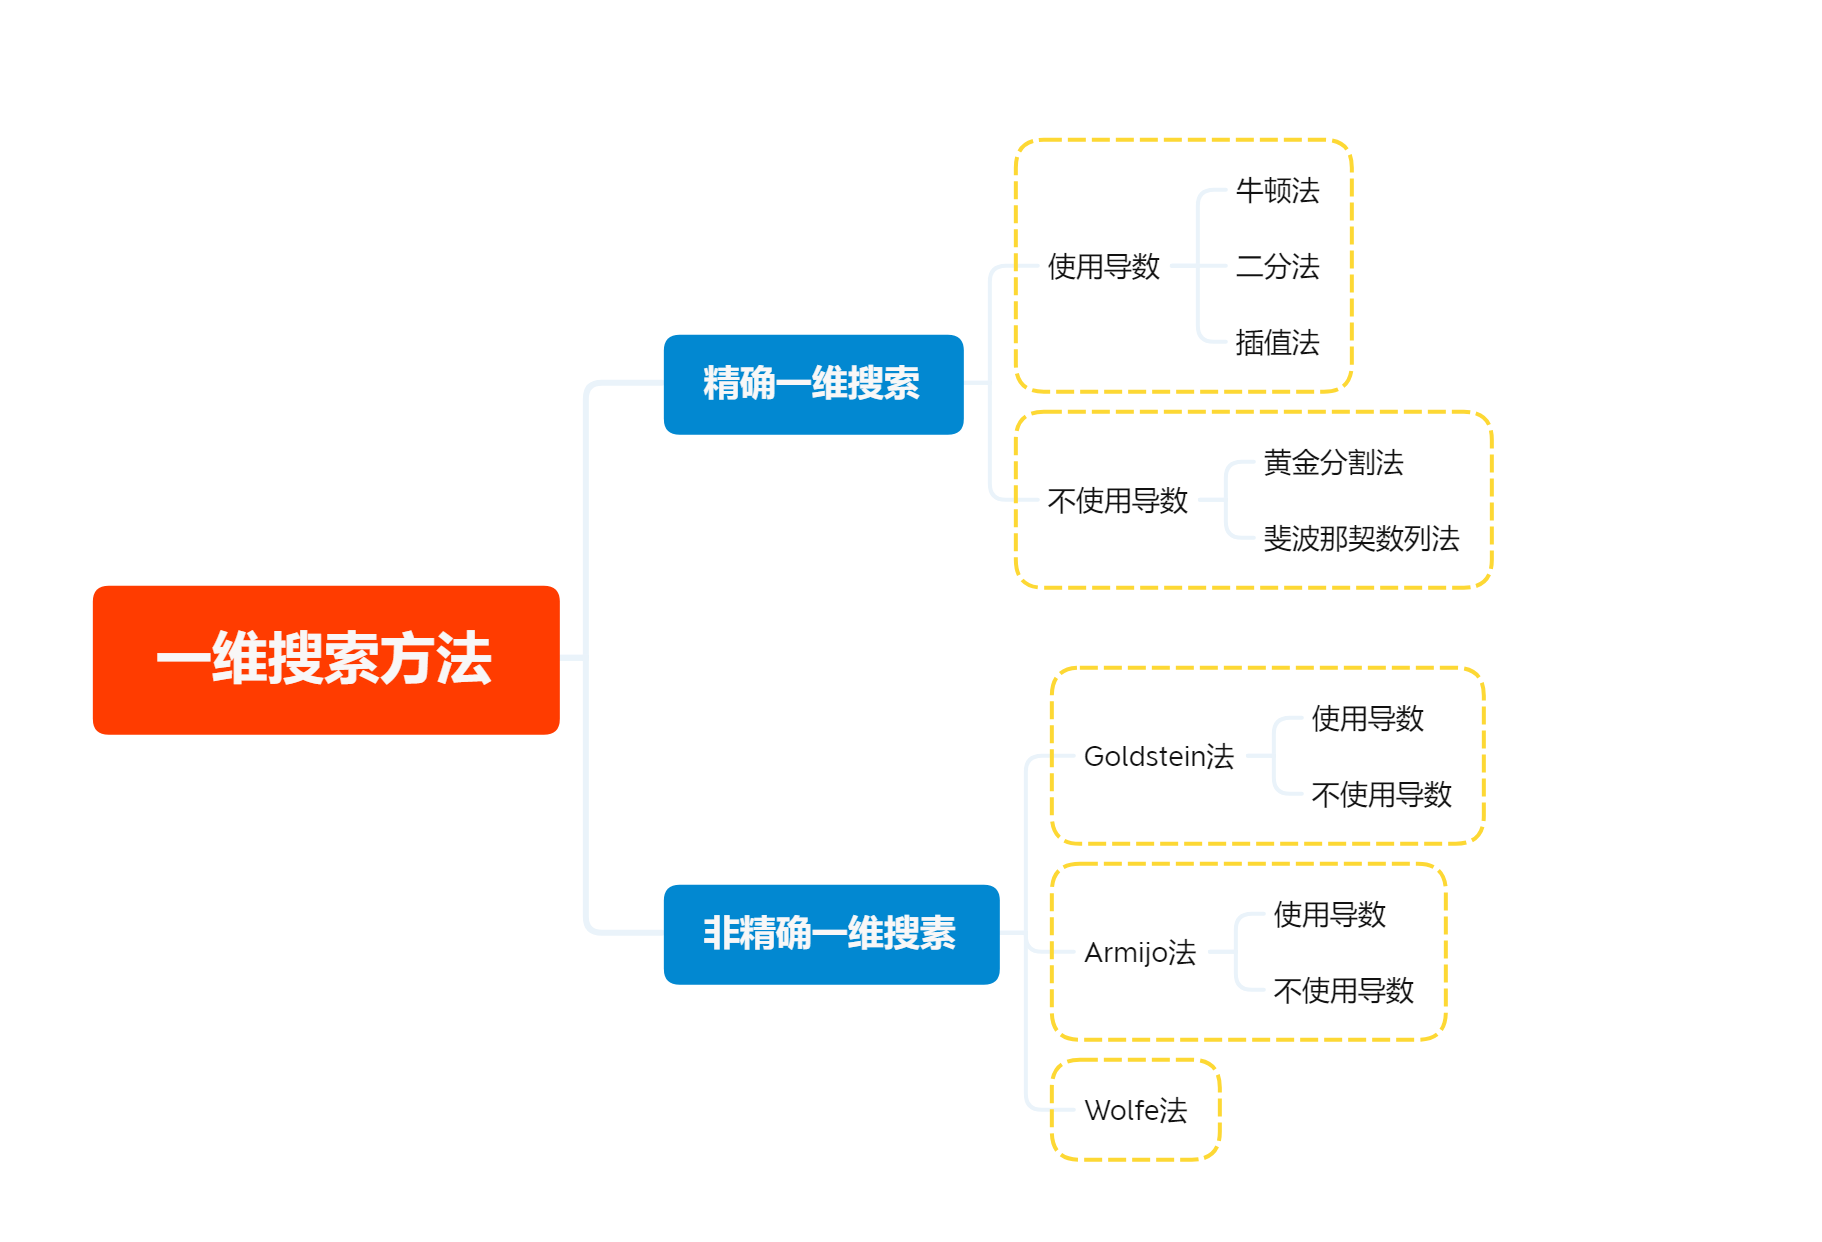 一维搜索方法
精确一维搜索
使用导数
牛顿法
二分法
插值法
不使用导数
黄金分割法
斐波那契数列法
非精确一维搜素
Goldstein法
使用导数
不使用导数
Armijo法
使用导数
不使用导数
Wolfe法